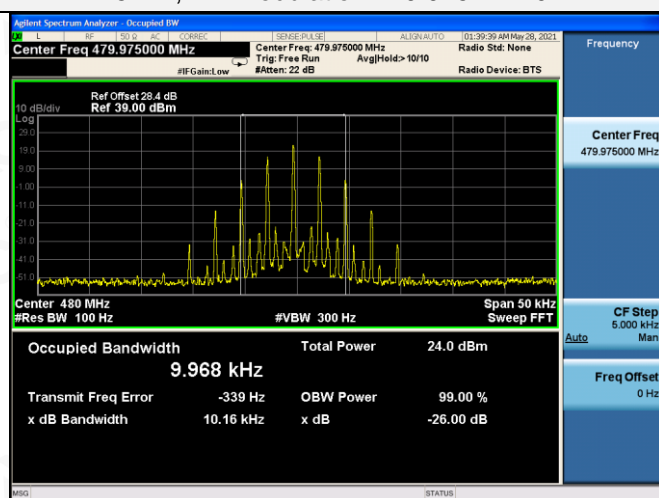 Agilent Spectrum Analyzer - Occupied BW
L RF 50 Ω AC CORREC SENSE:PULSE ALIGN AUTO 01:39:39 AM May 28, 2021
Center Freq 479.975000 MHz Center Freq: 479.975000 MHz Radio Std: None Frequency
Trig: Free Run Avg|Hold:> 10/10
#IFGain:Low #Atten: 22 dB Radio Device: BTS
Ref Offset 28.4 dB
10 dB/div Ref 39.00 dBm
Log
29.0
19.0
9.00
-1.00
-11.0
-21.0
-31.0
-41.0
-51.0
Center Freq
479.975000 MHz
Center 480 MHz Span 50 kHz
#Res BW 100 Hz #VBW 300 Hz Sweep FFT
CF Step
5.000 kHz
Auto Man
Occupied Bandwidth Total Power 24.0 dBm
9.968 kHz
Freq Offset
0 Hz
Transmit Freq Error -339 Hz OBW Power 99.00 %
x dB Bandwidth 10.16 kHz x dB -26.00 dB
MSG STATUS